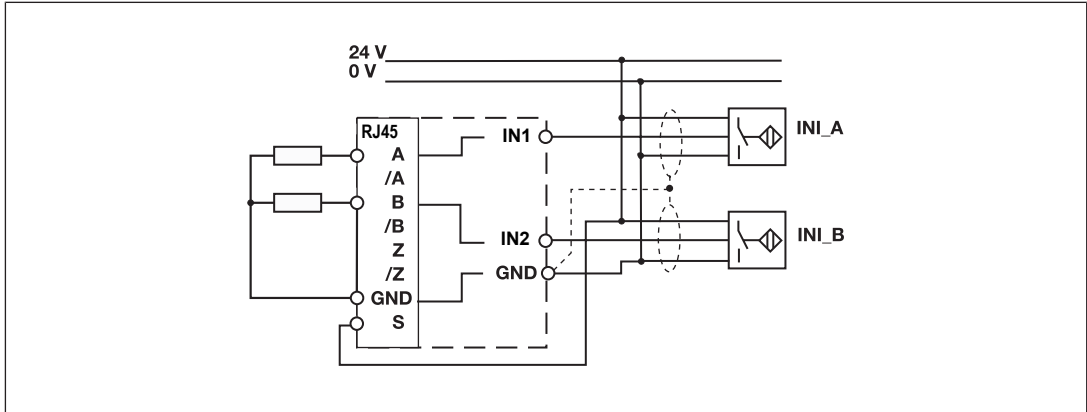 24 V
0 V
RJ45
A
/A
B
/B
Z
/Z
GND
S
IN1
IN2
GND
INI_A
INI_B